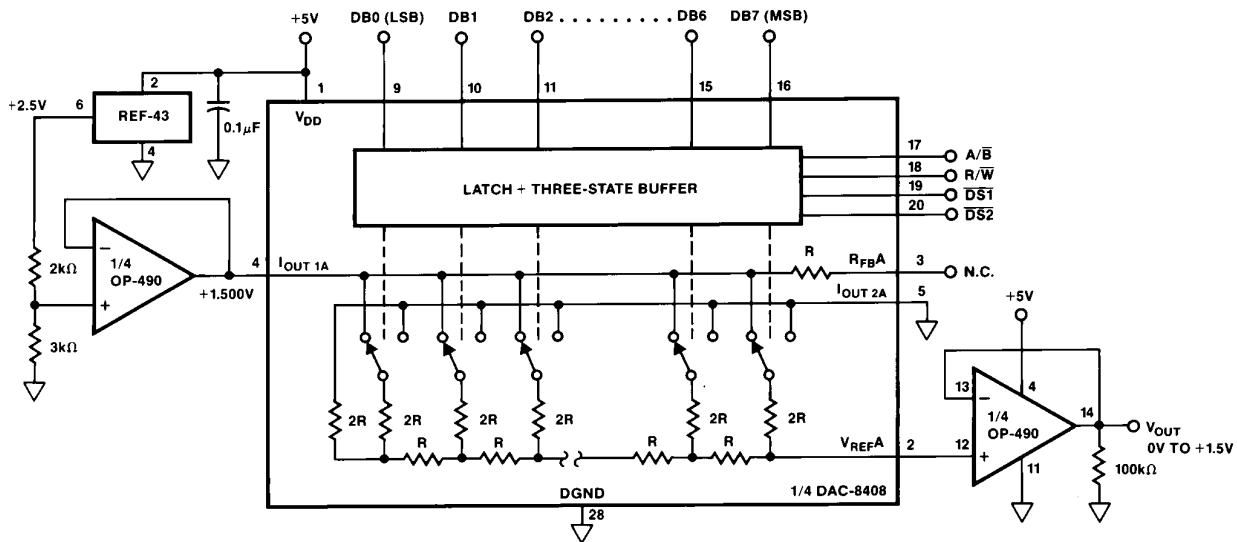 +5V
DB0 (LSB)
DB1
DB2 . . . . . . . . . . DB6
DB7 (MSB)
2
1
9
10
11
15
16
+2.5V
6
REF-43
4
0.1μF
V_DD
LATCH + THREE-STATE BUFFER
17 A/B̅
18 R/W̅
19 D̅S̅1̅
20 D̅S̅2̅
2kΩ
3kΩ
−
+
1/4
OP-490
+1.500V
4
I_OUT 1A
R
R_FBA
3
N.C.
I_OUT 2A
5
2R
2R
2R
2R
2R
2R
R
R
R
R
V_REFA
2
+5V
13
−
12
+
4
1/4
OP-490
11
14
V_OUT
0V TO +1.5V
100kΩ
DGND
28
1/4 DAC-8408